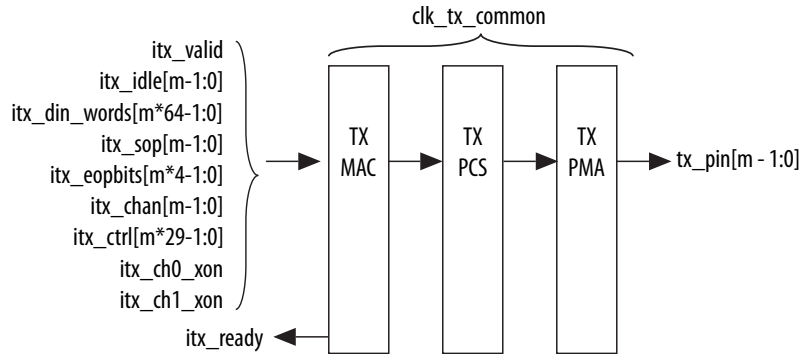 clk_tx_common
itx_valid
itx_idle[m-1:0]
itx_din_words[m*64-1:0]
itx_sop[m-1:0]
itx_eopbits[m*4-1:0]
itx_chan[m-1:0]
itx_ctrl[m*29-1:0]
itx_ch0_xon
itx_ch1_xon
itx_ready
TX
MAC
TX
PCS
TX
PMA
tx_pin[m - 1:0]